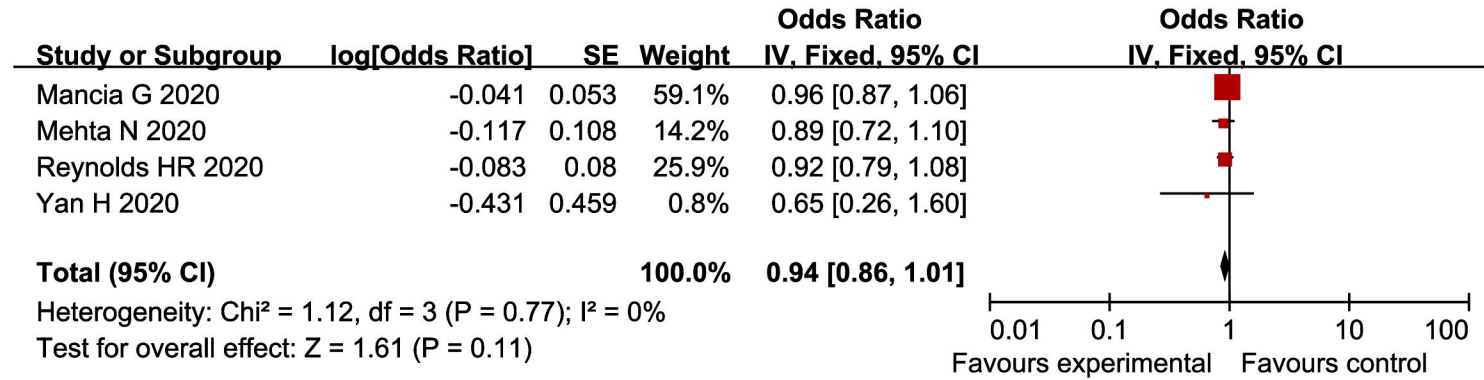 Odds Ratio Odds Ratio
Study or Subgroup log[Odds Ratio] SE Weight IV, Fixed, 95% CI IV, Fixed, 95% CI
Mancia G 2020 -0.041 0.053 59.1% 0.96 [0.87, 1.06]
Mehta N 2020 -0.117 0.108 14.2% 0.89 [0.72, 1.10]
Reynolds HR 2020 -0.083 0.08 25.9% 0.92 [0.79, 1.08]
Yan H 2020 -0.431 0.459 0.8% 0.65 [0.26, 1.60]
Total (95% CI) 100.0% 0.94 [0.86, 1.01]
Heterogeneity: Chi² = 1.12, df = 3 (P = 0.77); I² = 0%
Test for overall effect: Z = 1.61 (P = 0.11)
0.01 0.1 1 10 100
Favours experimental Favours control